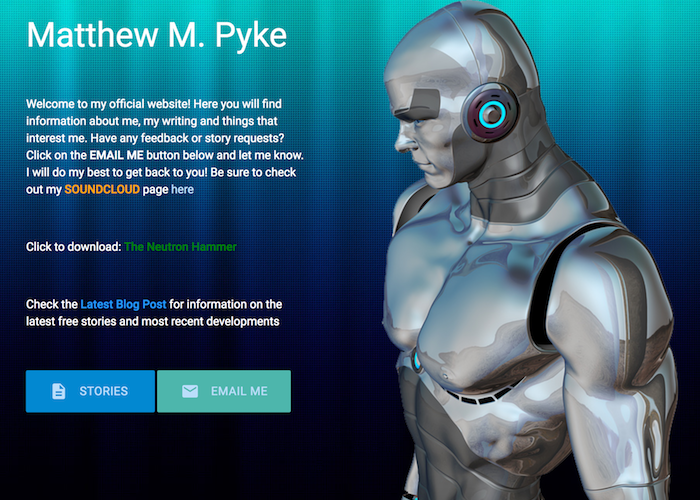 Matthew M. Pyke
Welcome to my official website! Here you will find
information about me, my writing and things that
interest me. Have any feedback or story requests?
Click on the EMAIL ME button below and let me know.
I will do my best to get back to you! Be sure to check
out my SOUNDCLOUD page here
Click to download: The Neutron Hammer
Check the Latest Blog Post for information on the
latest free stories and most recent developments
STORIES
EMAIL ME